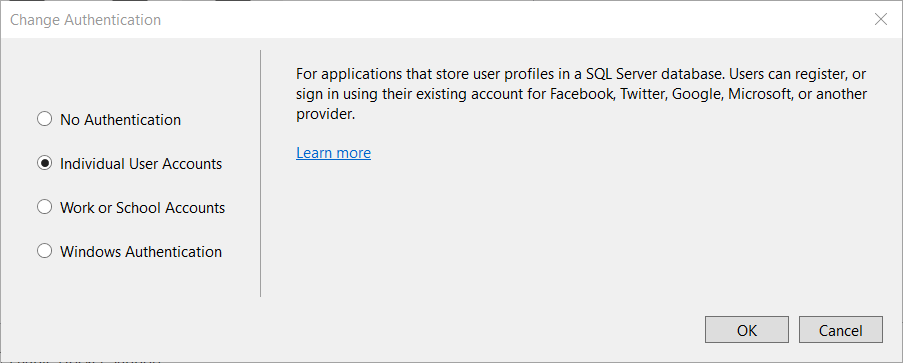 Change Authentication
No Authentication
Individual User Accounts
Work or School Accounts
Windows Authentication
For applications that store user profiles in a SQL Server database. Users can register, or
sign in using their existing account for Facebook, Twitter, Google, Microsoft, or another
provider.
Learn more
OK
Cancel